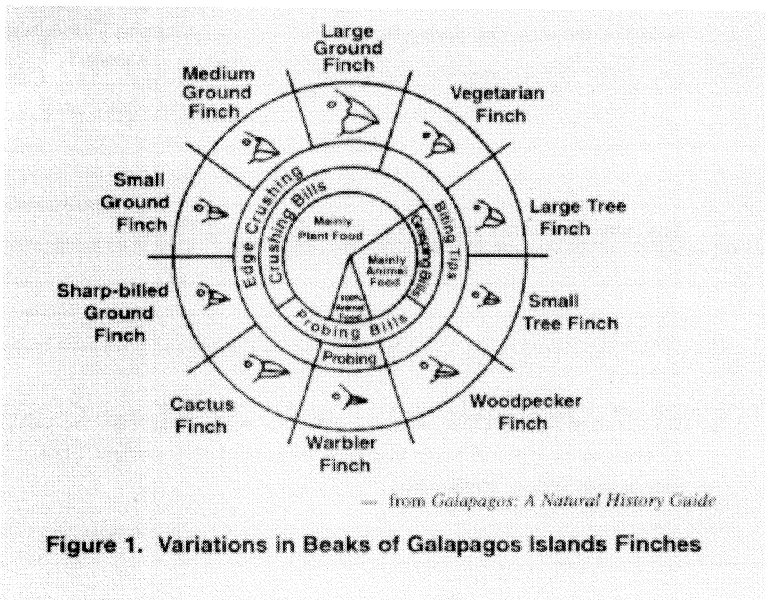 Large
Ground
Finch
Medium
Ground
Finch
Vegetarian
Finch
Small
Ground
Finch
Large Tree
Finch
Sharp-billed
Ground
Finch
Small
Tree Finch
Cactus
Finch
Woodpecker
Finch
Warbler
Finch
Edge Crushing
Crushing Bills
Biting Tips
Grasping Bills
Probing Bills
Probing
Mainly
Plant Food
Mainly
Animal
Food
100%
Animal
Food
— from Galapagos: A Natural History Guide
Figure 1. Variations in Beaks of Galapagos Islands Finches